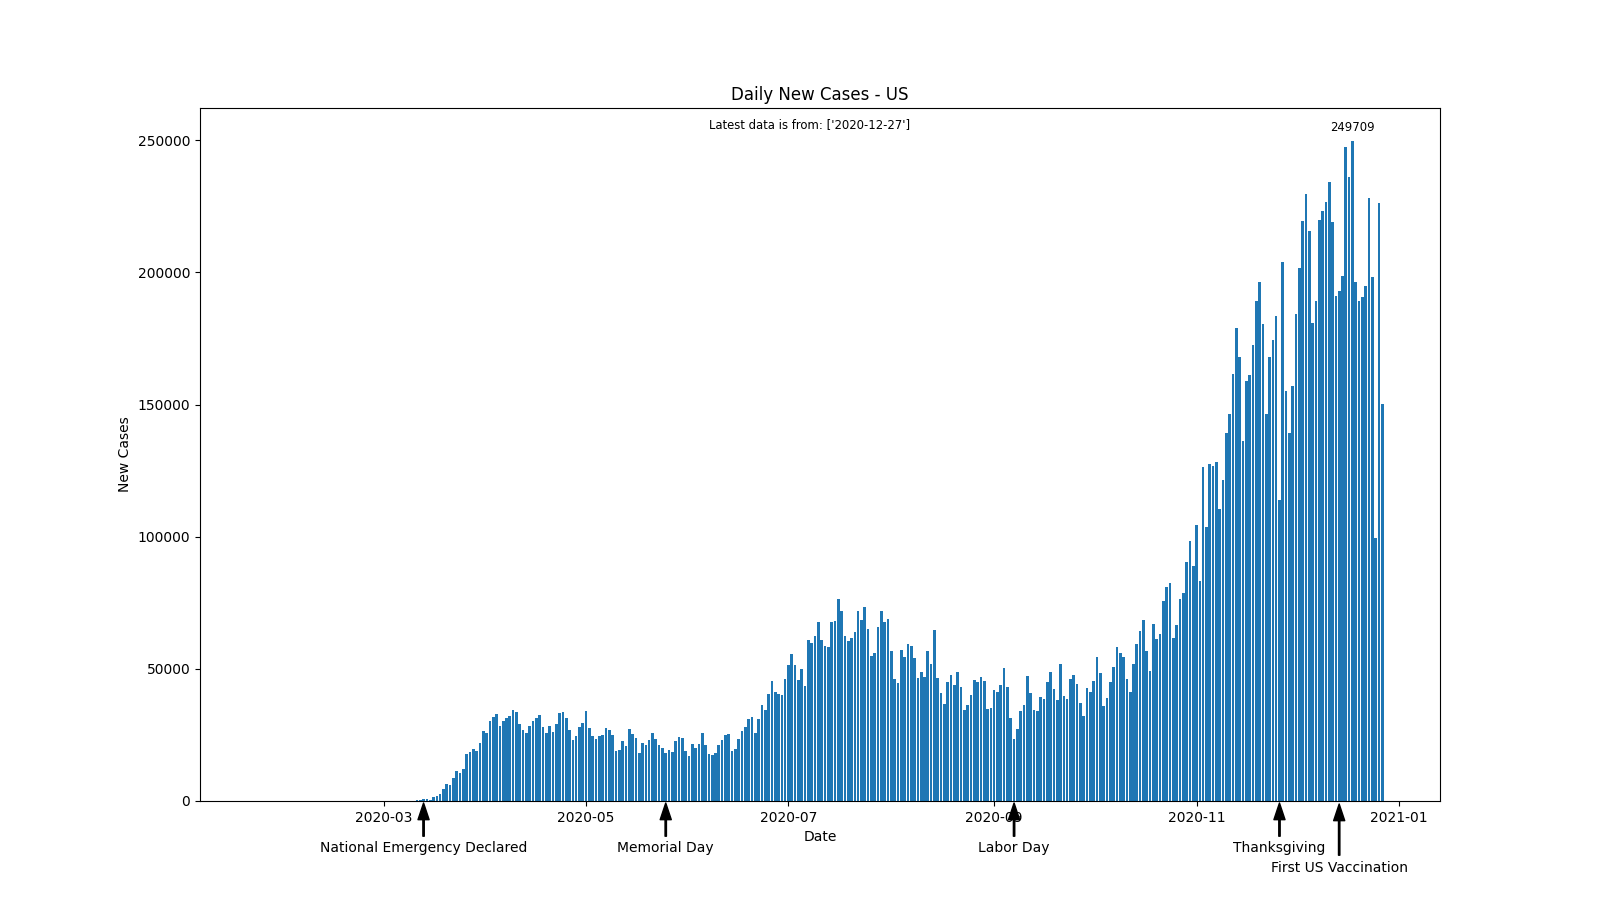 Daily New Cases - US
Latest data is from: ['2020-12-27']
249709
250000
200000
150000
100000
50000
0
New Cases
2020-03 2020-05 2020-07 2020-09 2020-11 2021-01
Date
National Emergency Declared Memorial Day Labor Day Thanksgiving
First US Vaccination